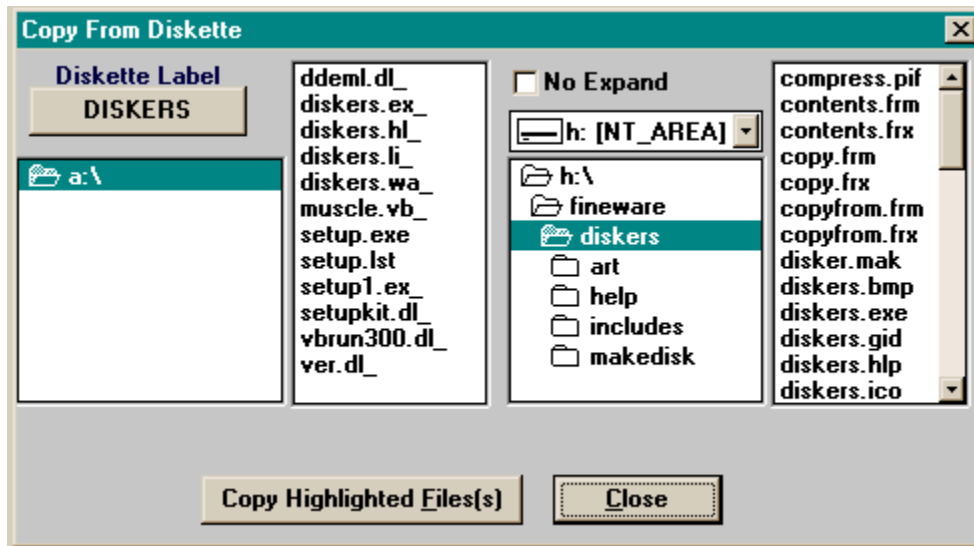 Copy From Diskette
Diskette Label
DISKERS
a:\
ddeml.dl_
diskers.ex_
diskers.hl_
diskers.li_
diskers.wa_
muscle.vb_
setup.exe
setup.lst
setup1.ex_
setupkit.dl_
vbrun300.dl_
ver.dl_
No Expand
h: [NT_AREA]
h:\
fineware
diskers
art
help
includes
makedisk
compress.pif
contents.frm
contents.frx
copy.frm
copy.frx
copyfrom.frm
copyfrom.frx
disker.mak
diskers.bmp
diskers.exe
diskers.gid
diskers.hlp
diskers.ico
Copy Highlighted Files(s)
Close